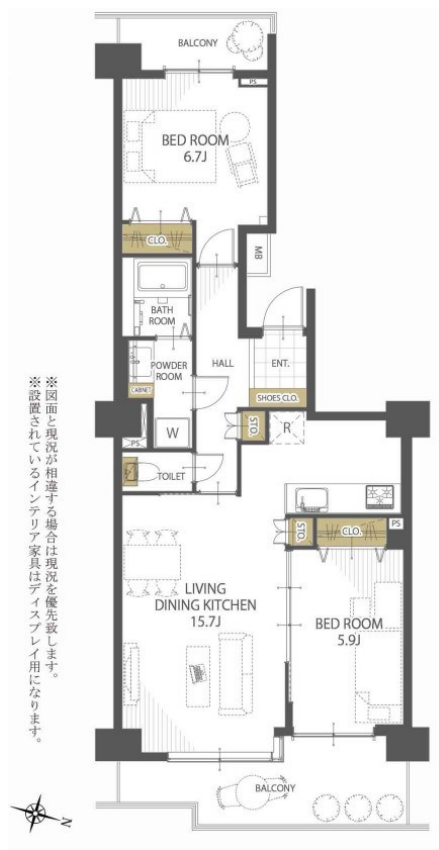 BALCONY
PS
BED ROOM
6.7J
CLO.
MB
BATH
ROOM
POWDER
ROOM
CABINET
HALL
ENT.
SHOES CLO.
W
STO.
R
PS
TOILET
STO.
CLO.
PS
LIVING
DINING KITCHEN
15.7J
BED ROOM
5.9J
BALCONY
※図面と現況が相違する場合は現況を優先致します。
※設置されているインテリア家具はディスプレイ用になります。
N